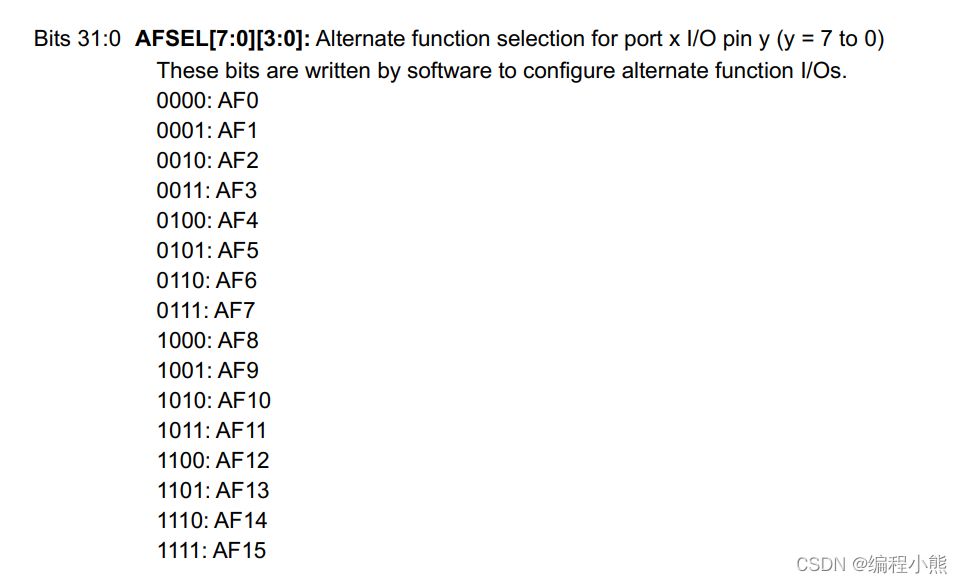 Bits 31:0 AFSEL[7:0][3:0]: Alternate function selection for port x I/O pin y (y = 7 to 0)
These bits are written by software to configure alternate function I/Os.
0000: AF0
0001: AF1
0010: AF2
0011: AF3
0100: AF4
0101: AF5
0110: AF6
0111: AF7
1000: AF8
1001: AF9
1010: AF10
1011: AF11
1100: AF12
1101: AF13
1110: AF14
1111: AF15
CSDN @编程小熊